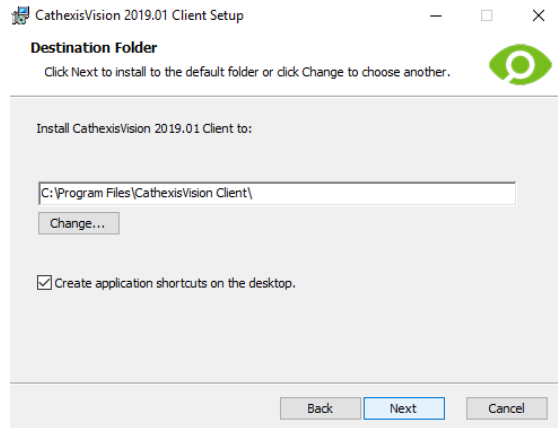 CathexisVision 2019.01 Client Setup
Destination Folder
Click Next to install to the default folder or click Change to choose another.
Install CathexisVision 2019.01 Client to:
C:\Program Files\CathexisVision Client\
Change...
Create application shortcuts on the desktop.
Back Next Cancel